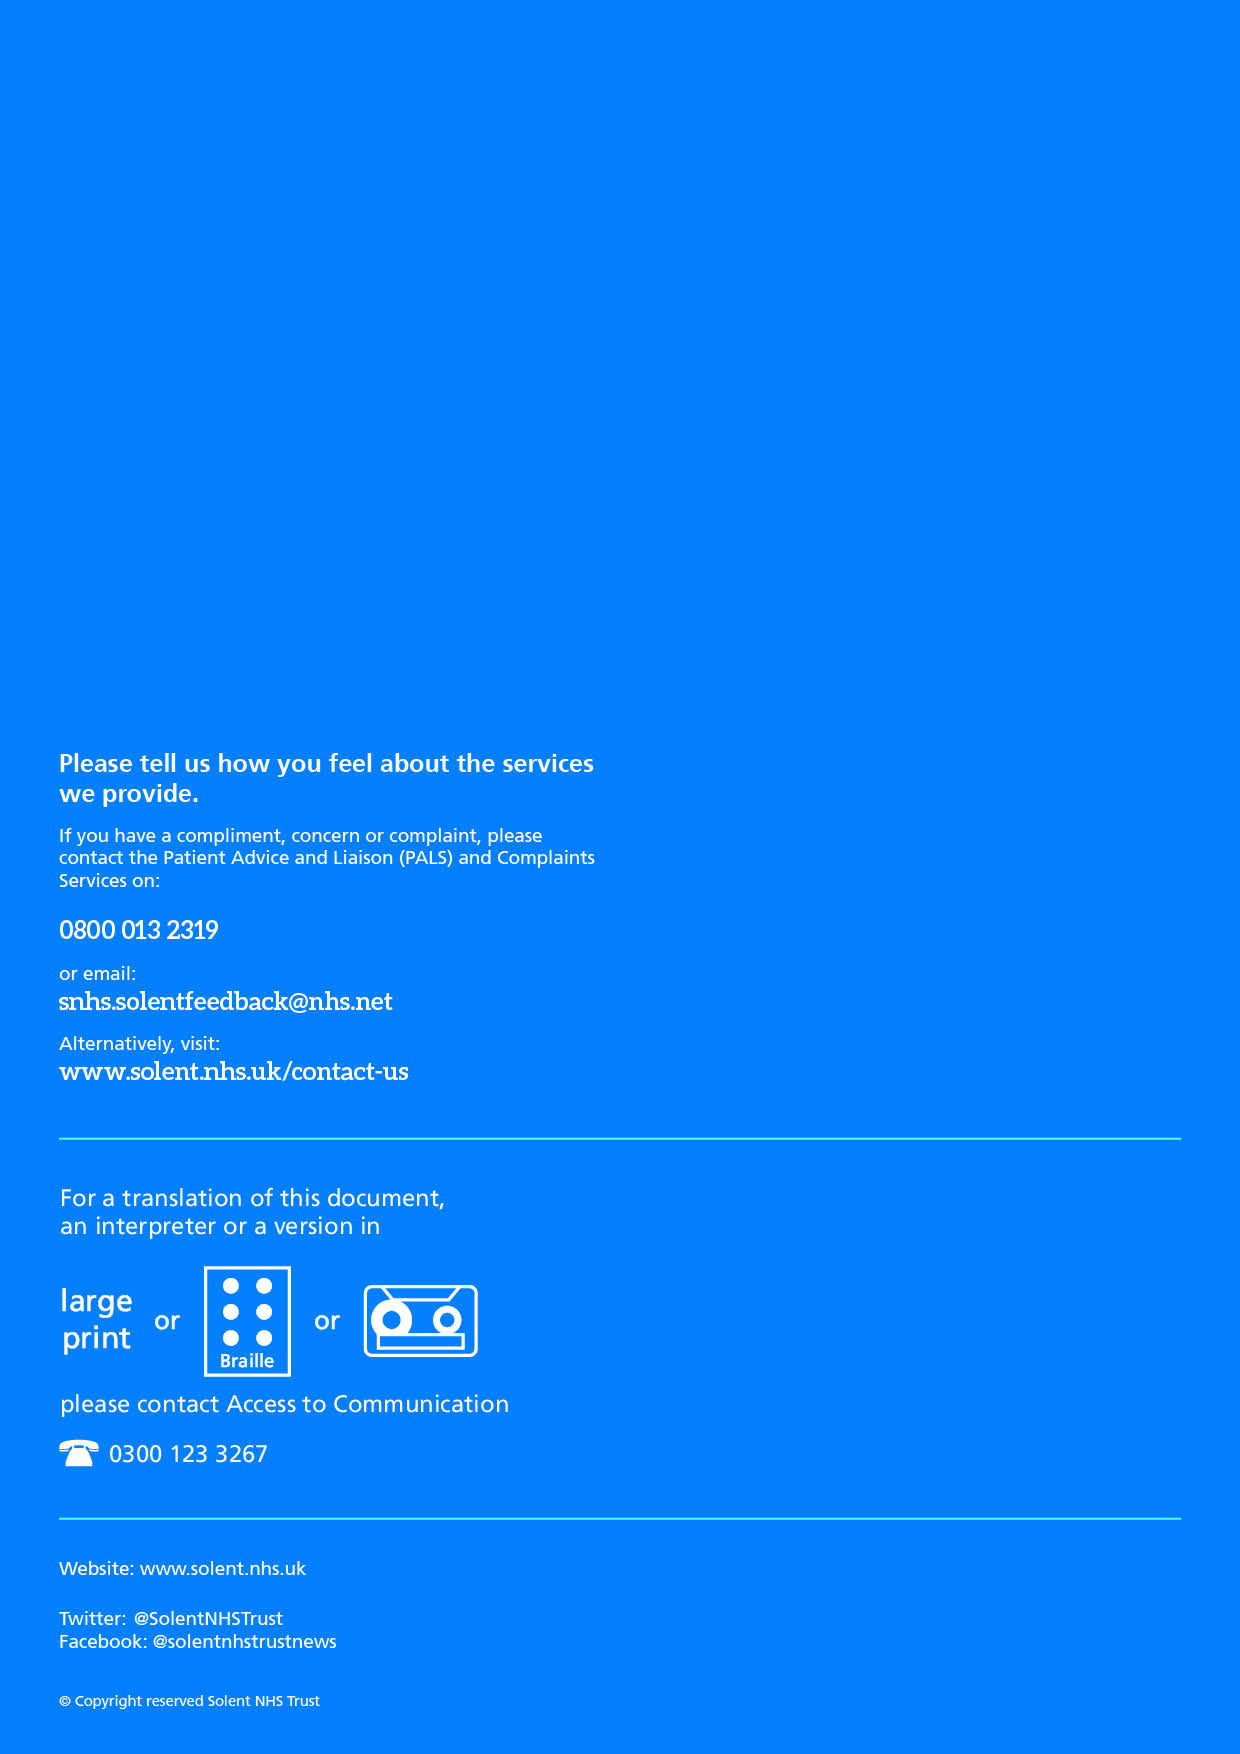 Please tell us how you feel about the services
we provide.
If you have a compliment, concern or complaint, please
contact the Patient Advice and Liaison (PALS) and Complaints
Services on:
0800 013 2319
or email:
snhs.solentfeedback@nhs.net
Alternatively, visit:
www.solent.nhs.uk/contact-us
For a translation of this document,
an interpreter or a version in
large
print
or
Braille
or
please contact Access to Communication
0300 123 3267
Website: www.solent.nhs.uk
Twitter: @SolentNHSTrust
Facebook: @solentnhstrustnews
© Copyright reserved Solent NHS Trust